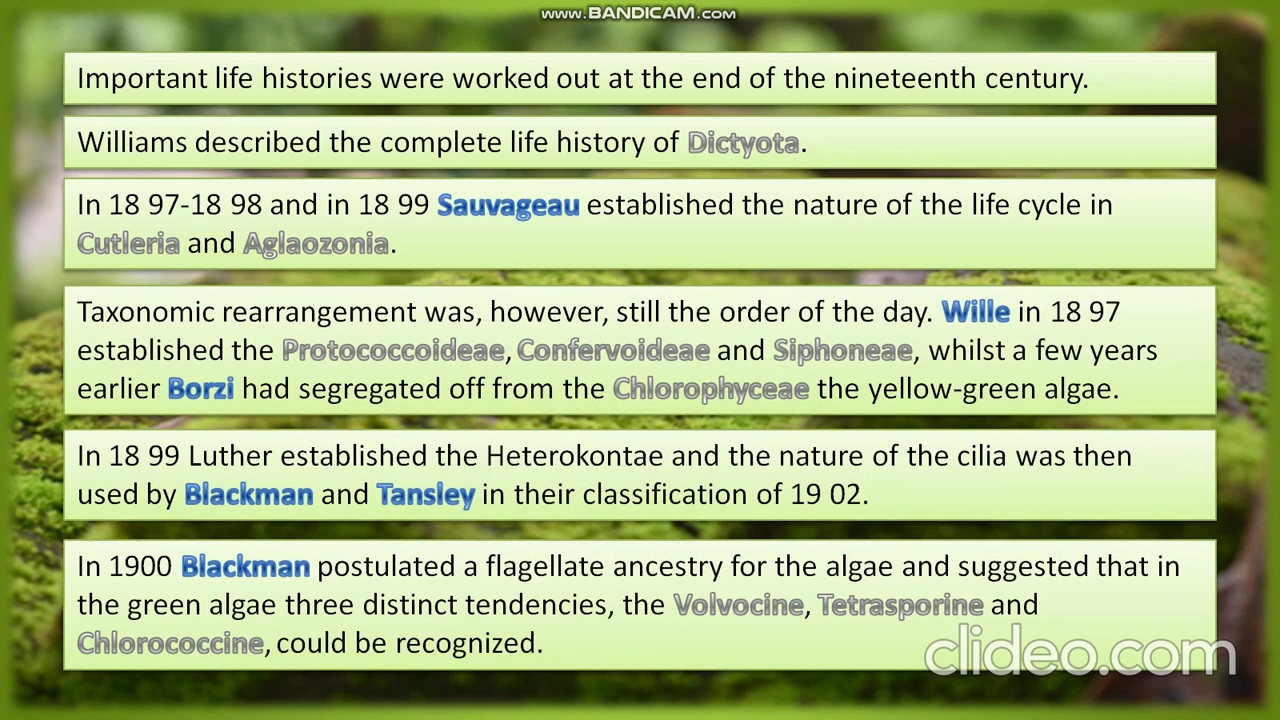 www.BANDICAM.com
Important life histories were worked out at the end of the nineteenth century.
Williams described the complete life history of Dictyota.
In 18 97-18 98 and in 18 99 Sauvageau established the nature of the life cycle in
Cutleria and Aglaozonia.
Taxonomic rearrangement was, however, still the order of the day. Wille in 18 97
established the Protococcoideae, Confervoideae and Siphoneae, whilst a few years
earlier Borzi had segregated off from the Chlorophyceae the yellow-green algae.
In 18 99 Luther established the Heterokontae and the nature of the cilia was then
used by Blackman and Tansley in their classification of 19 02.
In 1900 Blackman postulated a flagellate ancestry for the algae and suggested that in
the green algae three distinct tendencies, the Volvocine, Tetrasporine and
Chlorococcine, could be recognized.
clideo.com